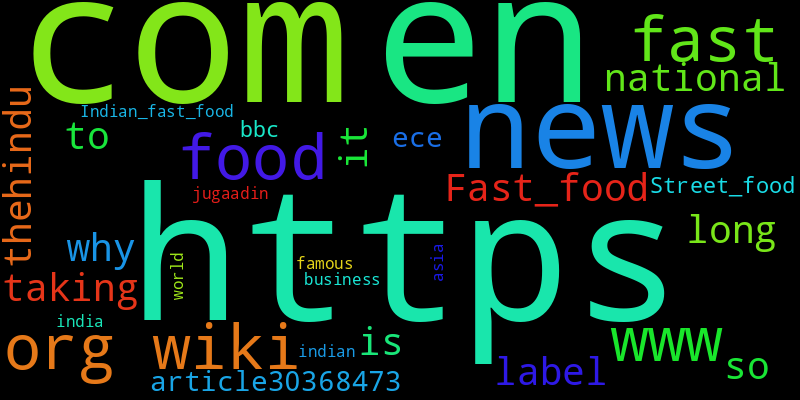 com en fast
national
news
Indian_fast_food
thehindu to bbc it ece
food
jugaadin Fast_food Street_food
https
long
why world famous asia
business
taking
india
org wiki indian is www
label so
article30368473